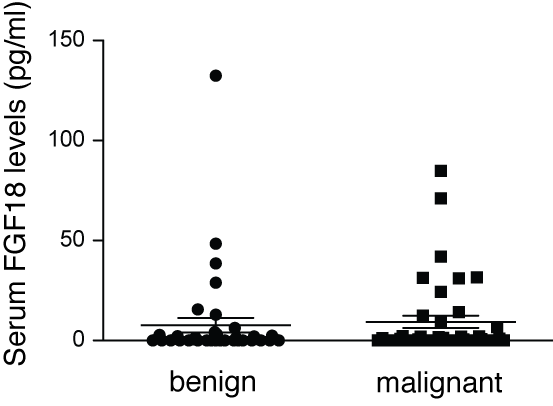 Serum FGF18 levels (pg/ml)
150
100
50
0
benign
malignant